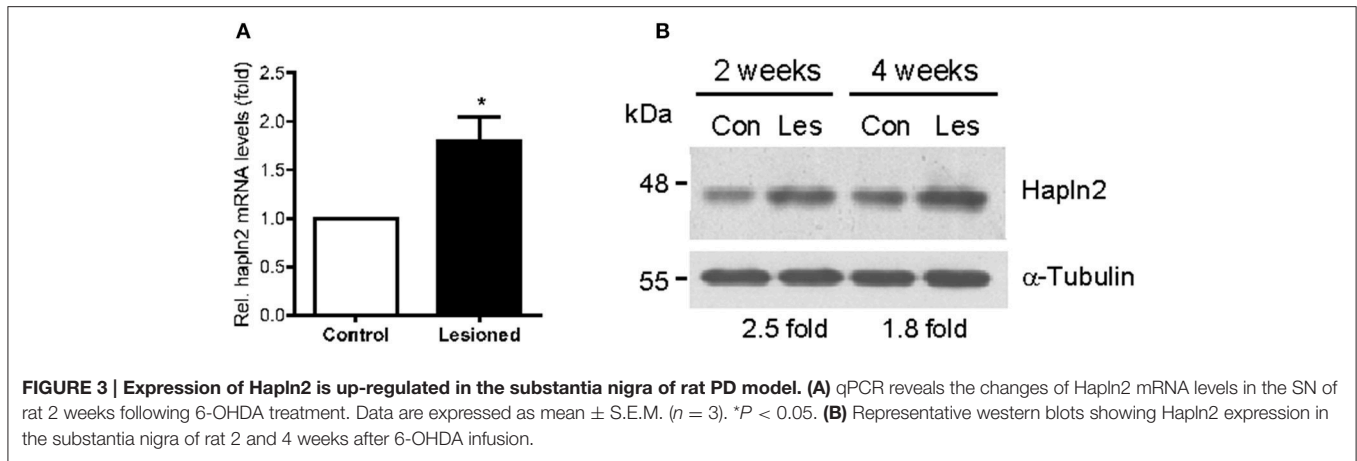 A
Rel. hapln2 mRNA levels (fold)
2.5
2.0
1.5
1.0
0.5
0.0
*
Control Lesioned
B
2 weeks 4 weeks
kDa
Con Les Con Les
48
Hapln2
55
α-Tubulin
2.5 fold 1.8 fold
FIGURE 3 | Expression of Hapln2 is up-regulated in the substantia nigra of rat PD model. (A) qPCR reveals the changes of Hapln2 mRNA levels in the SN of
rat 2 weeks following 6-OHDA treatment. Data are expressed as mean ± S.E.M. (n = 3). *P < 0.05. (B) Representative western blots showing Hapln2 expression in
the substantia nigra of rat 2 and 4 weeks after 6-OHDA infusion.